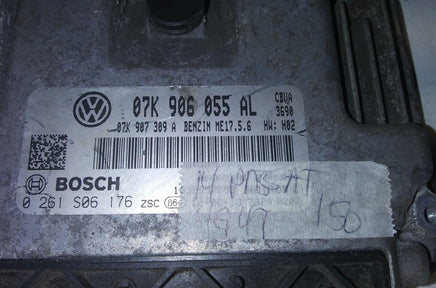 07K 906 055 AL CBUA 3690
07K 907 309 A BENZIN ME17.5.6 HW: H02
BOSCH
0 261 S06 176 ZSC
14 PASSAT
150